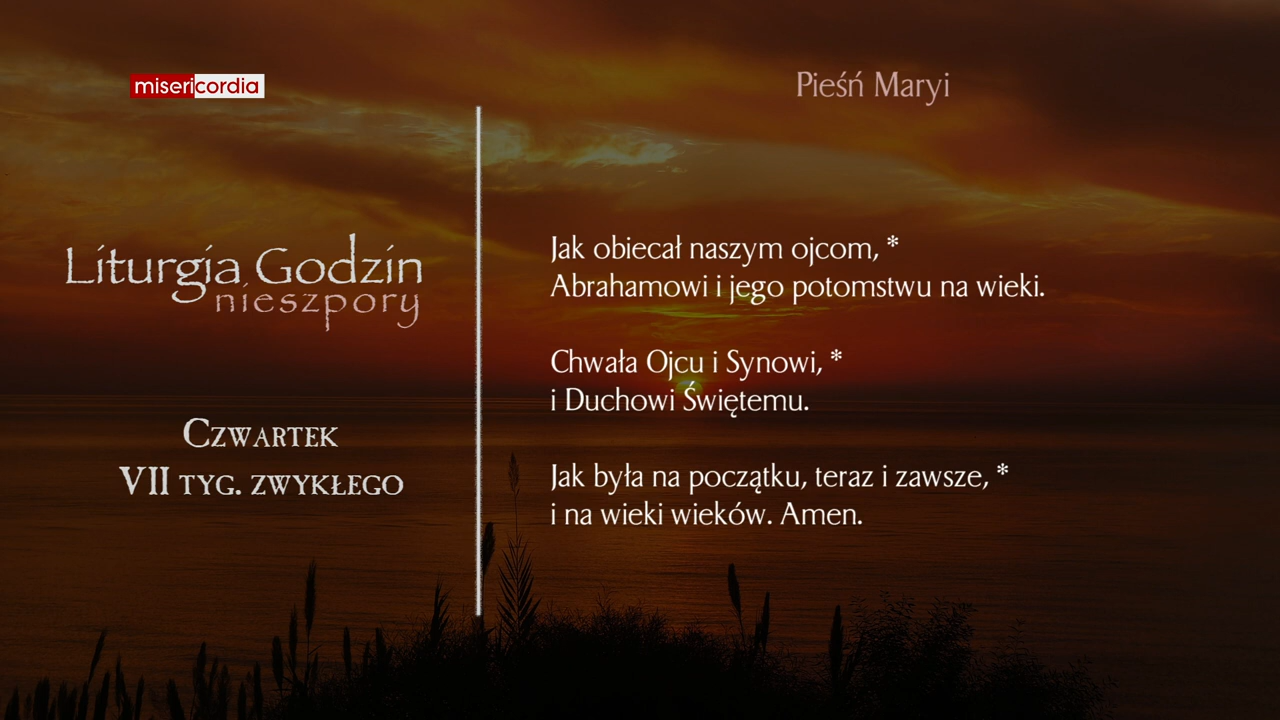 misericordia
Pieśń Maryi
Liturgia Godzin
nieszpory
Czwartek
VII tyg. zwykłego
Jak obiecał naszym ojcom, *
Abrahamowi i jego potomstwu na wieki.
Chwała Ojcu i Synowi, *
i Duchowi Świętemu.
Jak była na początku, teraz i zawsze, *
i na wieki wieków. Amen.